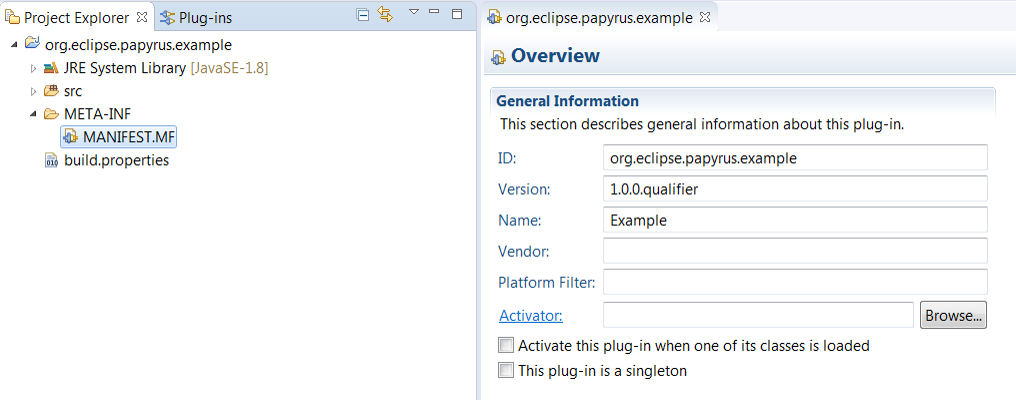 Project Explorer
Plug-ins
org.eclipse.papyrus.example
JRE System Library [JavaSE-1.8]
src
META-INF
MANIFEST.MF
build.properties
org.eclipse.papyrus.example
Overview
General Information
This section describes general information about this plug-in.
ID: org.eclipse.papyrus.example
Version: 1.0.0.qualifier
Name: Example
Vendor:
Platform Filter:
Activator: Browse...
Activate this plug-in when one of its classes is loaded
This plug-in is a singleton